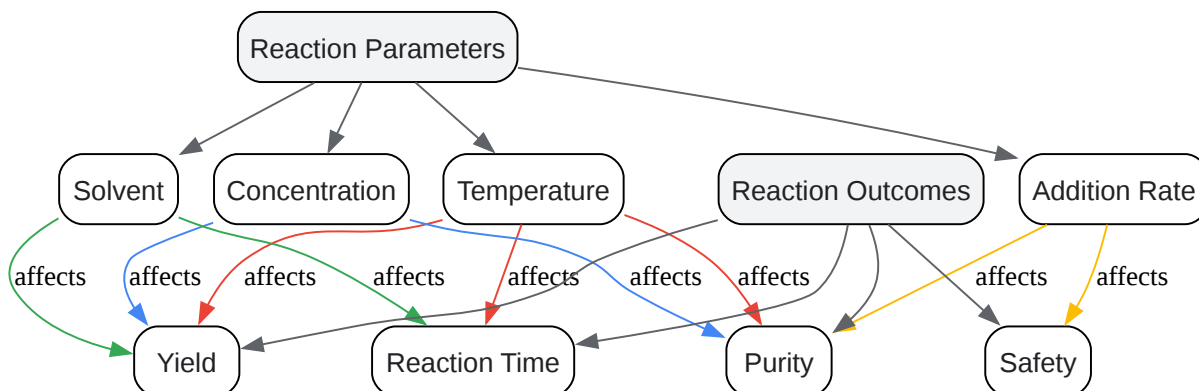 Reaction Parameters
Solvent
Concentration
Temperature
Reaction Outcomes
Addition Rate
affects
affects
affects
affects
affects
affects
affects
affects
affects
Yield
Reaction Time
Purity
Safety